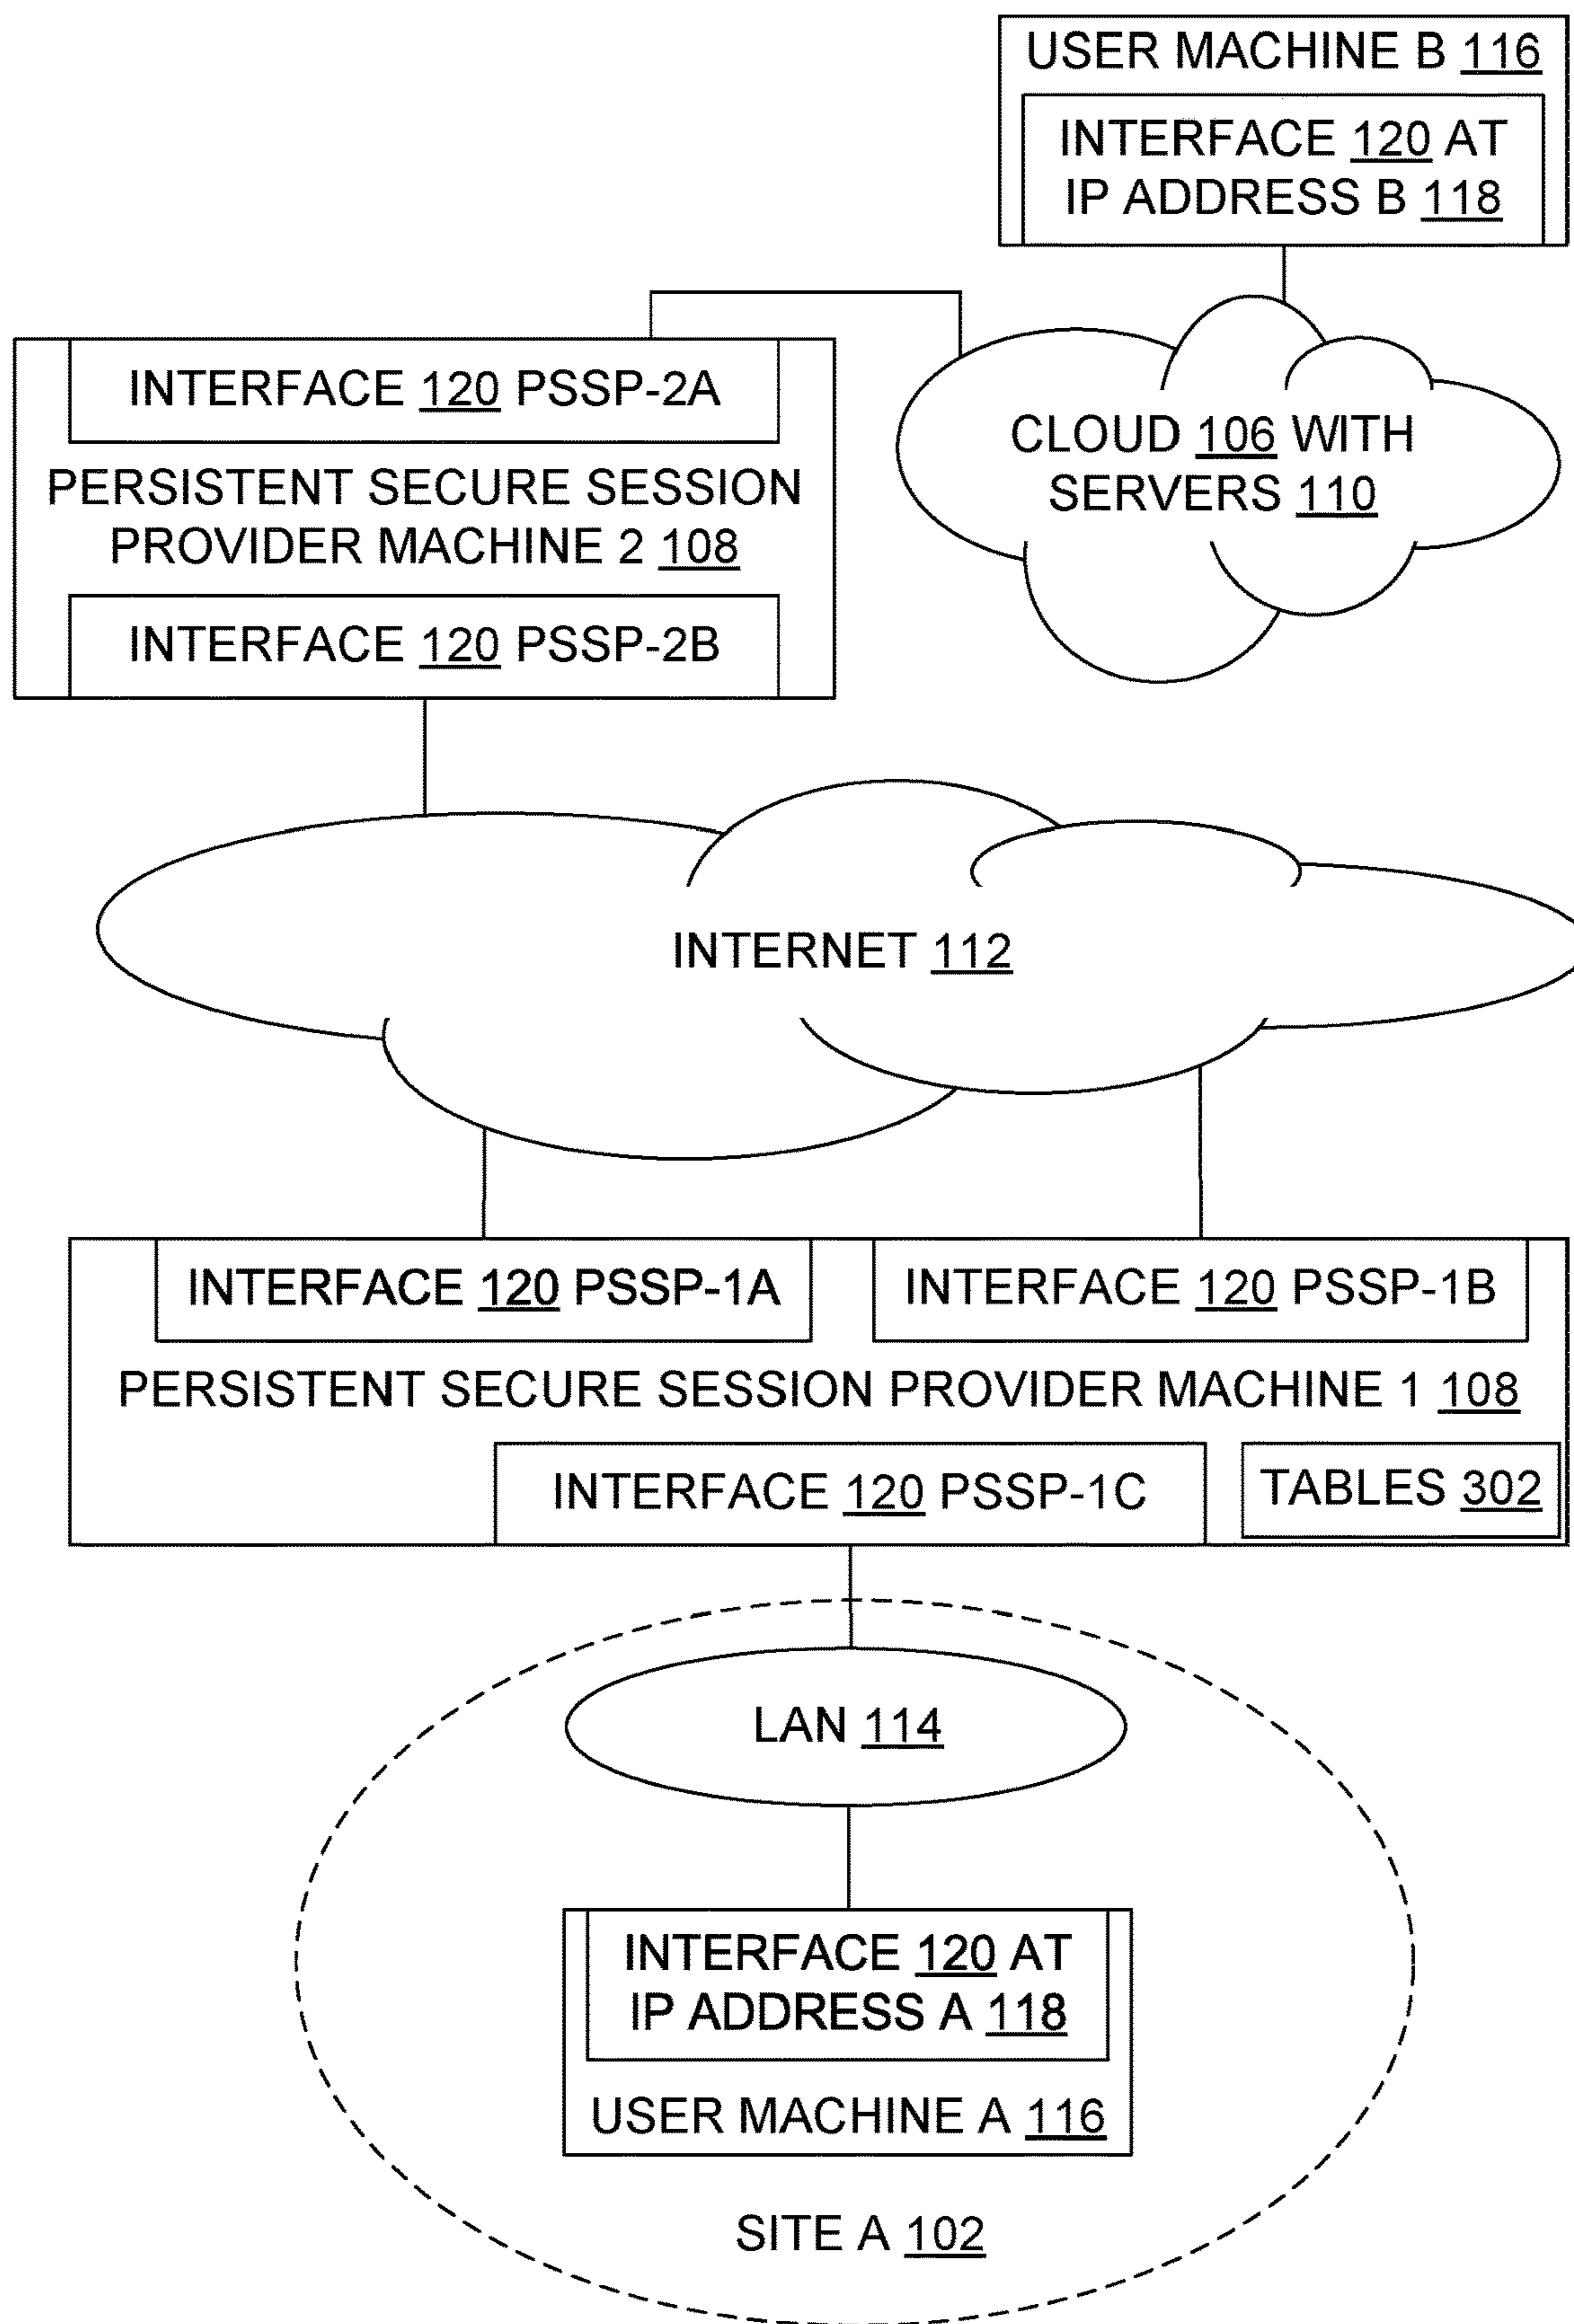 USER MACHINE B 116
INTERFACE 120 AT
IP ADDRESS B 118
INTERFACE 120 PSSP-2A
PERSISTENT SECURE SESSION
PROVIDER MACHINE 2 108
INTERFACE 120 PSSP-2B
CLOUD 106 WITH
SERVERS 110
INTERNET 112
INTERFACE 120 PSSP-1A
INTERFACE 120 PSSP-1B
PERSISTENT SECURE SESSION PROVIDER MACHINE 1 108
INTERFACE 120 PSSP-1C
TABLES 302
LAN 114
INTERFACE 120 AT
IP ADDRESS A 118
USER MACHINE A 116
SITE A 102